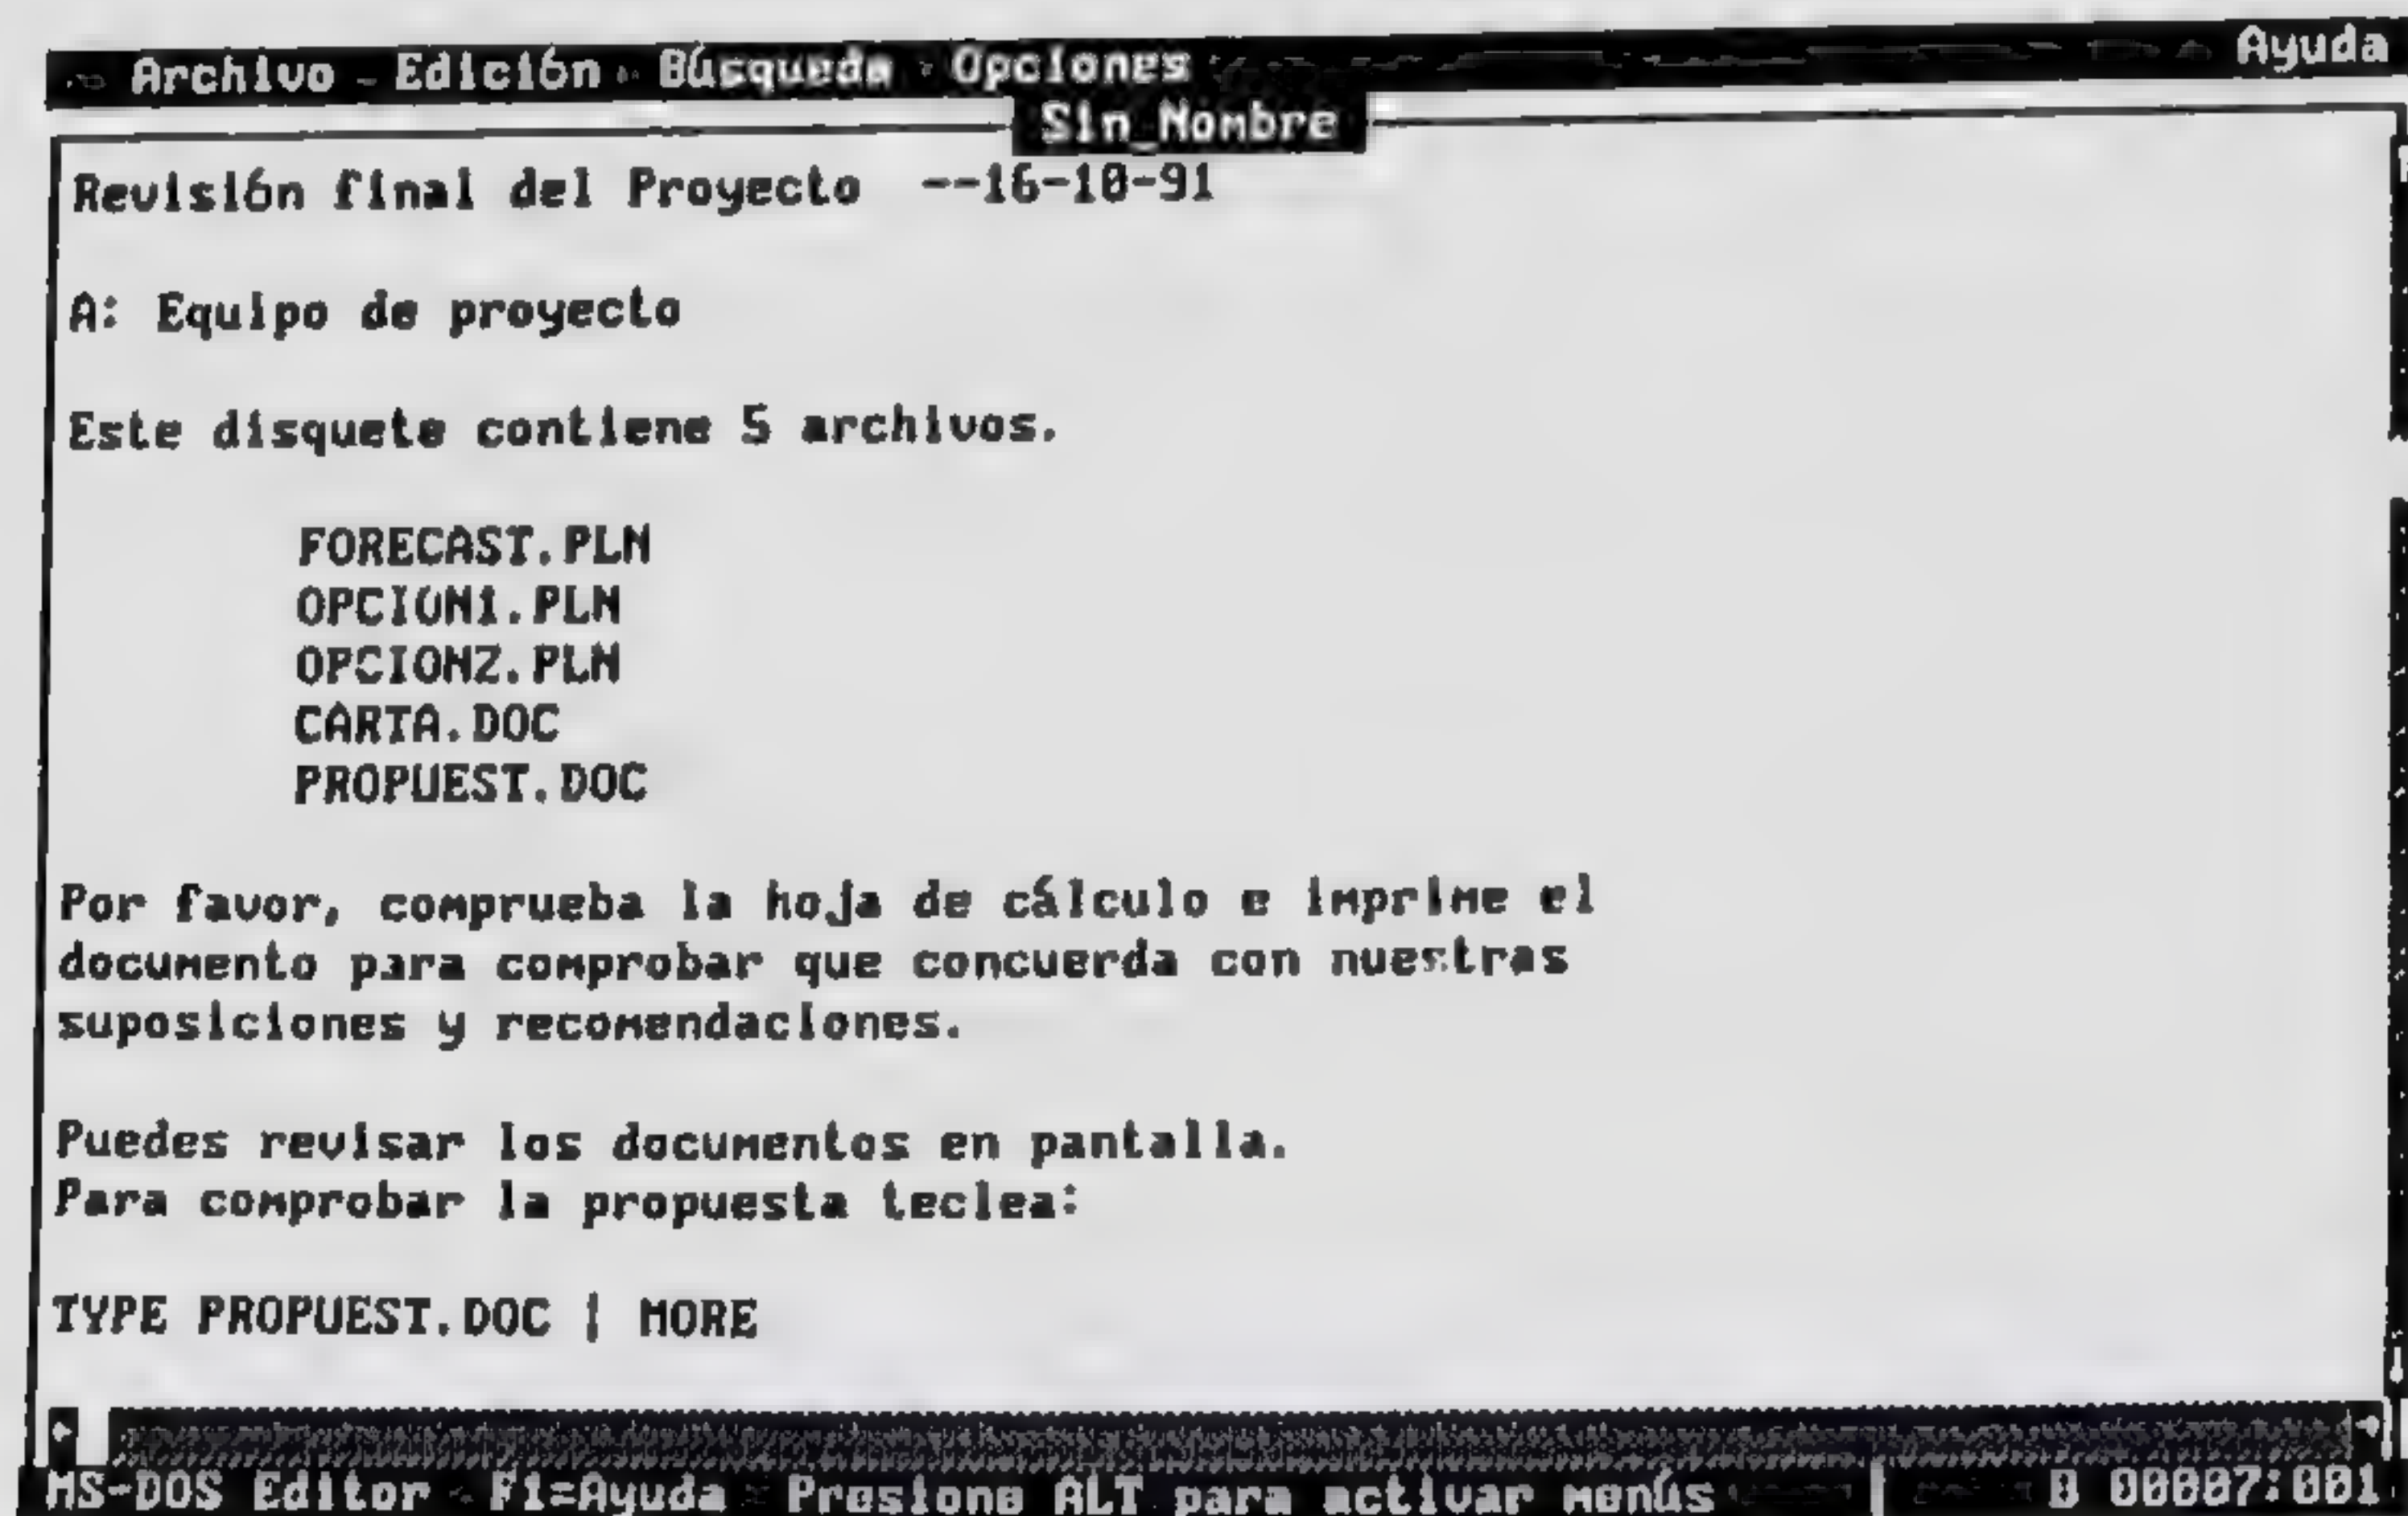 Archivo Edición Búsqueda Opciones Ayuda
Sin_Nombre
Revisión final del Proyecto --16-10-91
A: Equipo de proyecto
Este disquete contiene 5 archivos.
FORECAST.PLN
OPCION1.PLN
OPCION2.PLN
CARTA.DOC
PROPUEST.DOC
Por favor, comprueba la hoja de cálculo e imprime el
documento para comprobar que concuerda con nuestras
suposiciones y recomendaciones.
Puedes revisar los documentos en pantalla.
Para comprobar la propuesta teclea:
TYPE PROPUEST.DOC | MORE
MS-DOS Editor F1=Ayuda Presione ALT para activar menús | B 00007:001